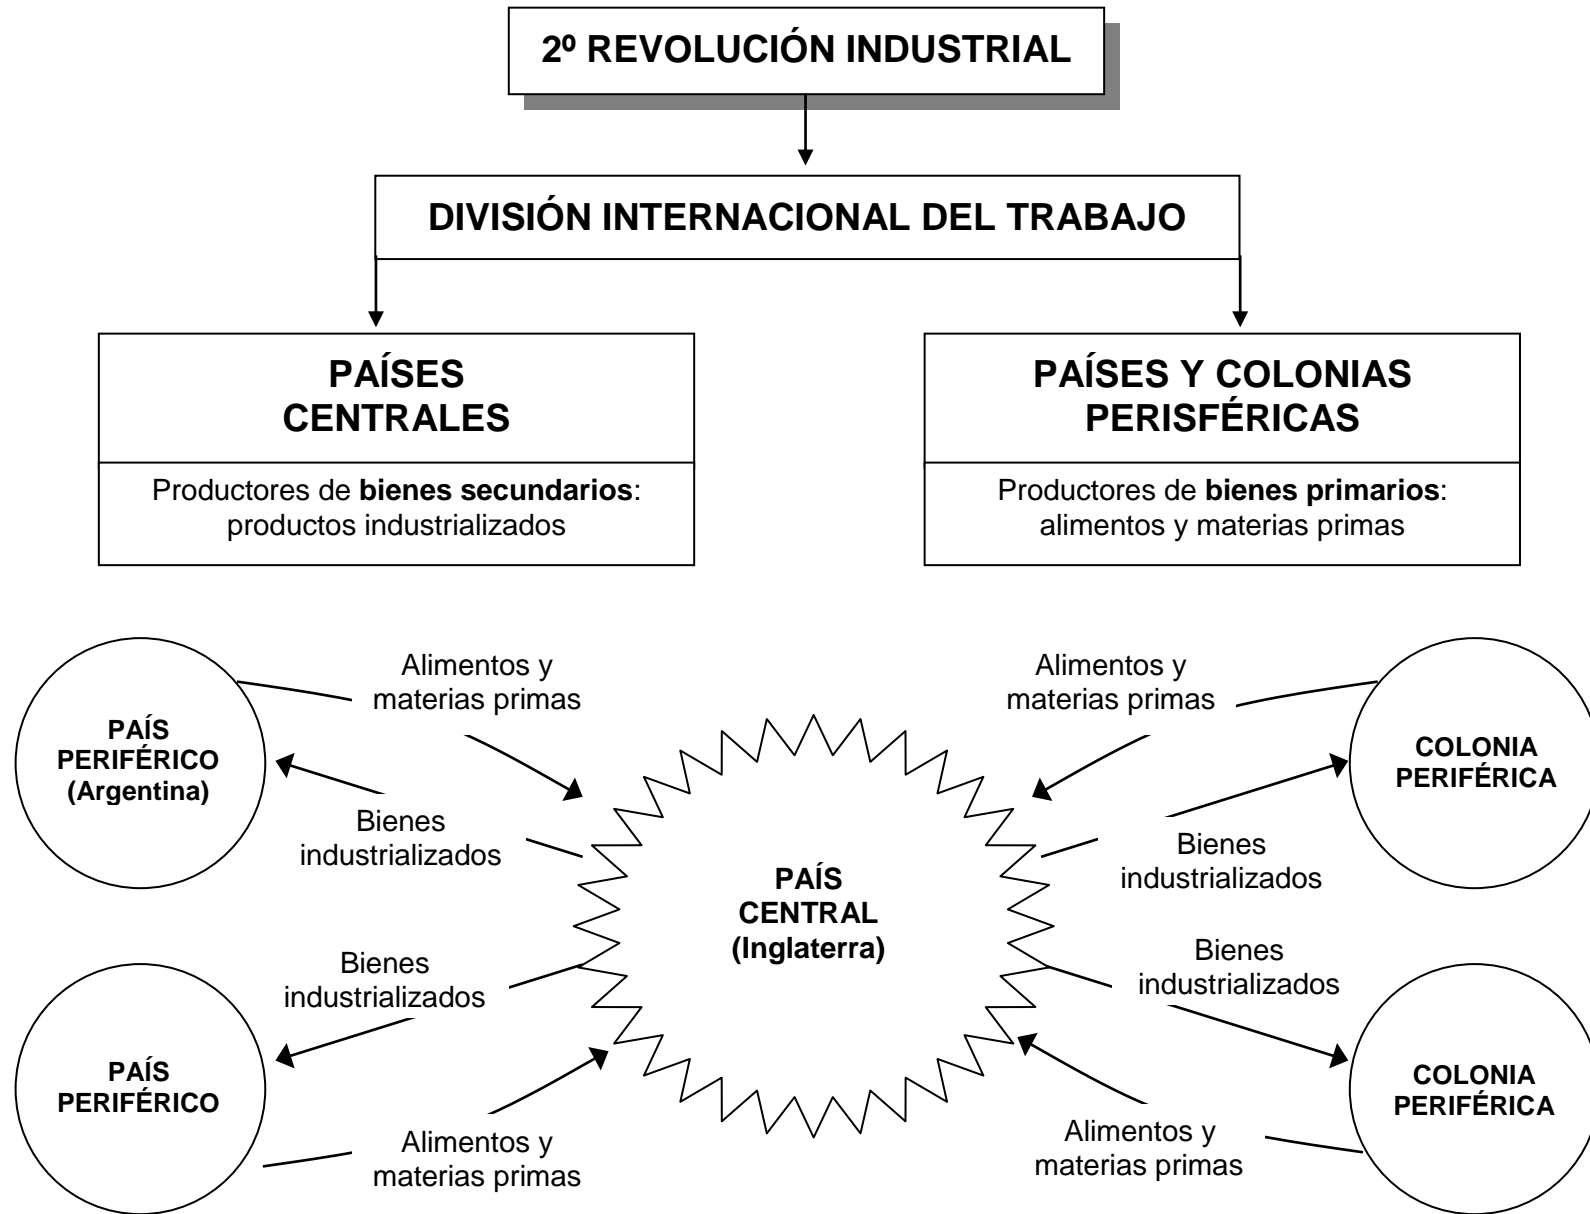 2º REVOLUCIÓN INDUSTRIAL
DIVISIÓN INTERNACIONAL DEL TRABAJO
PAÍSES
CENTRALES
Productores de bienes secundarios:
productos industrializados
PAÍSES Y COLONIAS
PERISFÉRICAS
Productores de bienes primarios:
alimentos y materias primas
PAÍS
PERIFÉRICO
(Argentina)
Alimentos y
materias primas
Bienes
industrializados
Alimentos y
materias primas
Bienes
industrializados
COLONIA
PERIFÉRICA
PAÍS
CENTRAL
(Inglaterra)
PAÍS
PERIFÉRICO
Bienes
industrializados
Alimentos y
materias primas
Bienes
industrializados
Alimentos y
materias primas
COLONIA
PERIFÉRICA